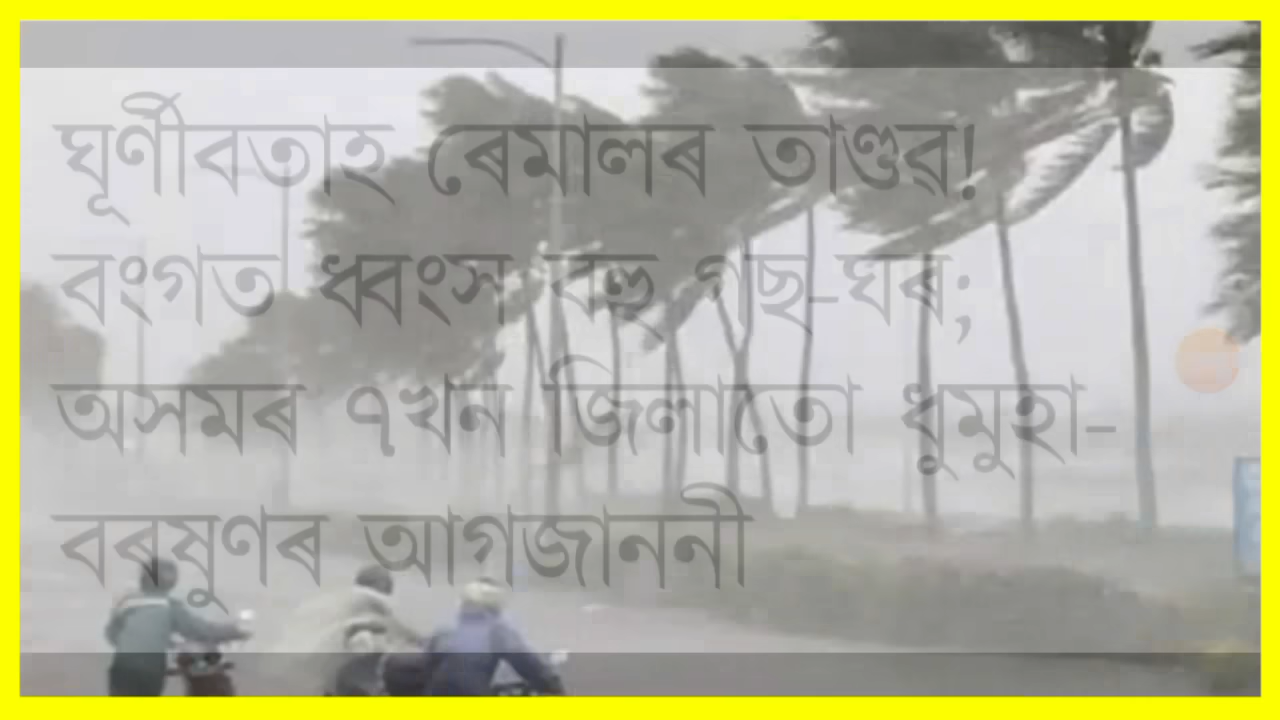 ঘূৰ্ণীবতাহ ৰেমালৰ তাণ্ডৱ!
বংগত ধ্বংস বহু গছ-ঘৰ;
অসমৰ ৭খন জিলাতো ধুমুহা-
বৰষুণৰ আগজাননী